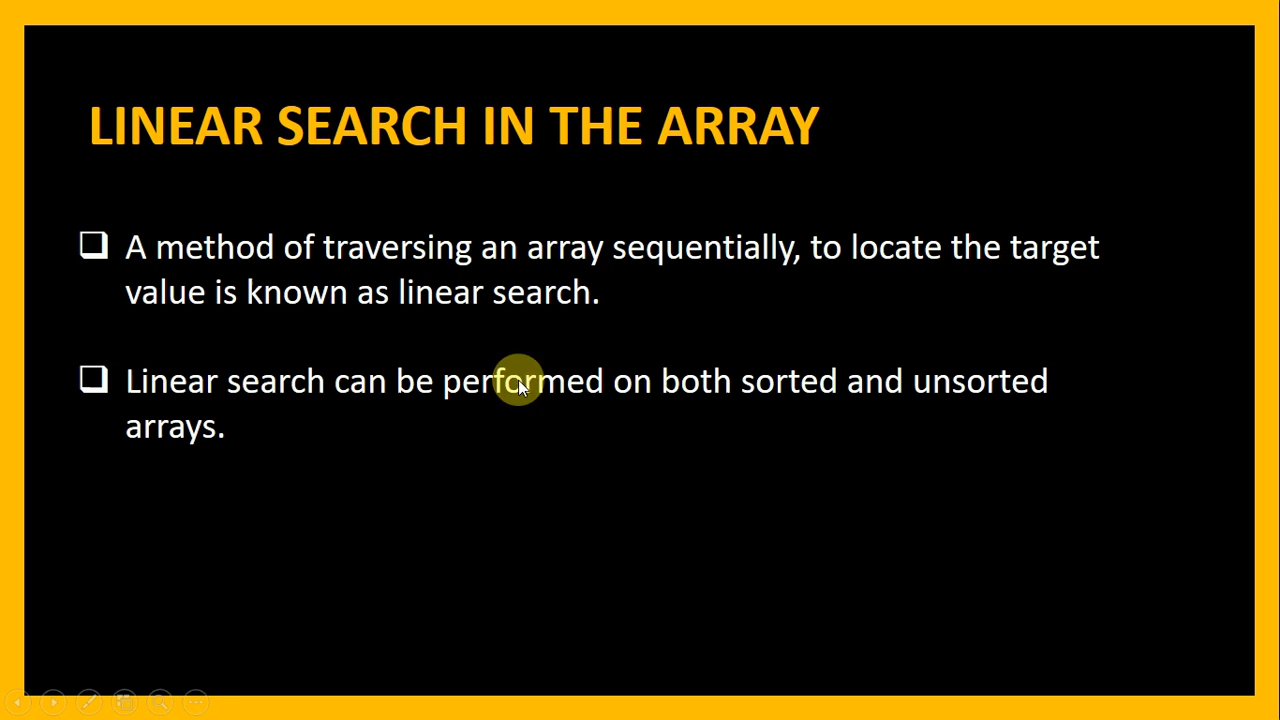 LINEAR SEARCH IN THE ARRAY
A method of traversing an array sequentially, to locate the target
value is known as linear search.
Linear search can be performed on both sorted and unsorted
arrays.